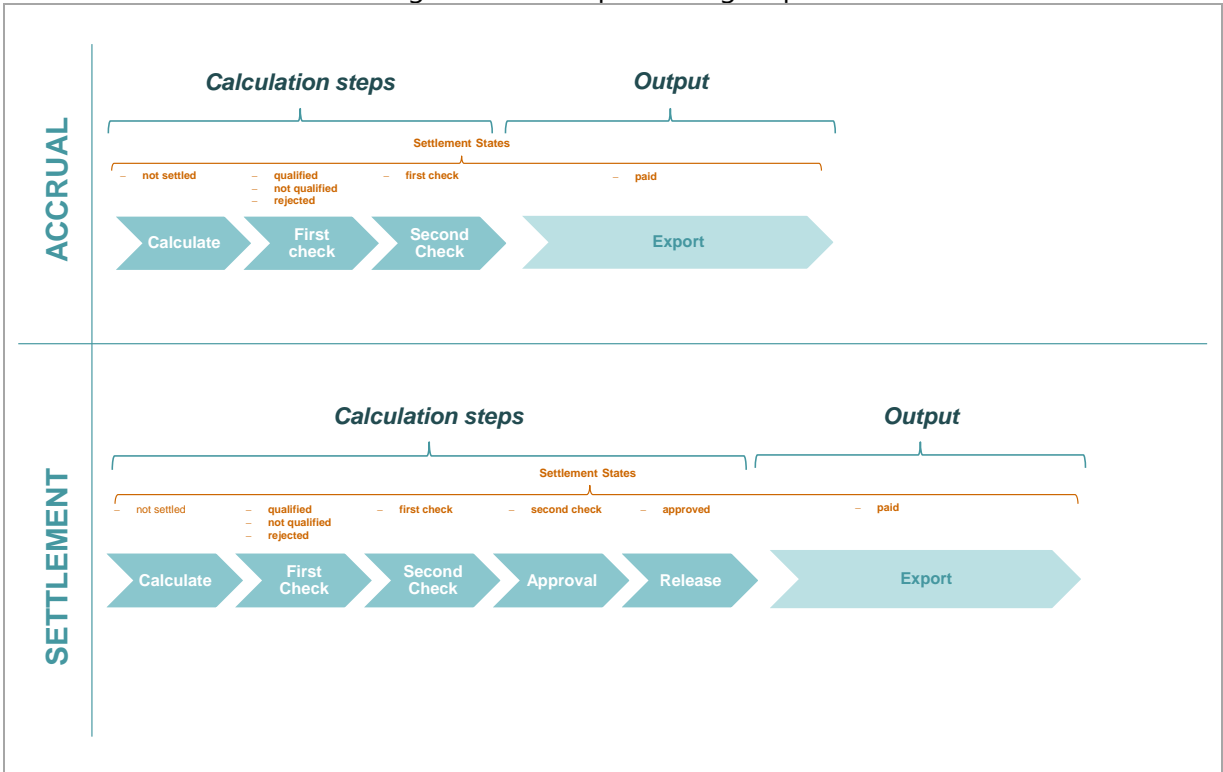 ACCRUAL
Calculation steps
Output
Settlement States
– not settled
– qualified
– not qualified
– rejected
– first check
– paid
Calculate
First
check
Second
Check
Export
SETTLEMENT
Calculation steps
Output
Settlement States
– not settled
– qualified
– not qualified
– rejected
– first check
– second check
– approved
– paid
Calculate
First
Check
Second
Check
Approval
Release
Export